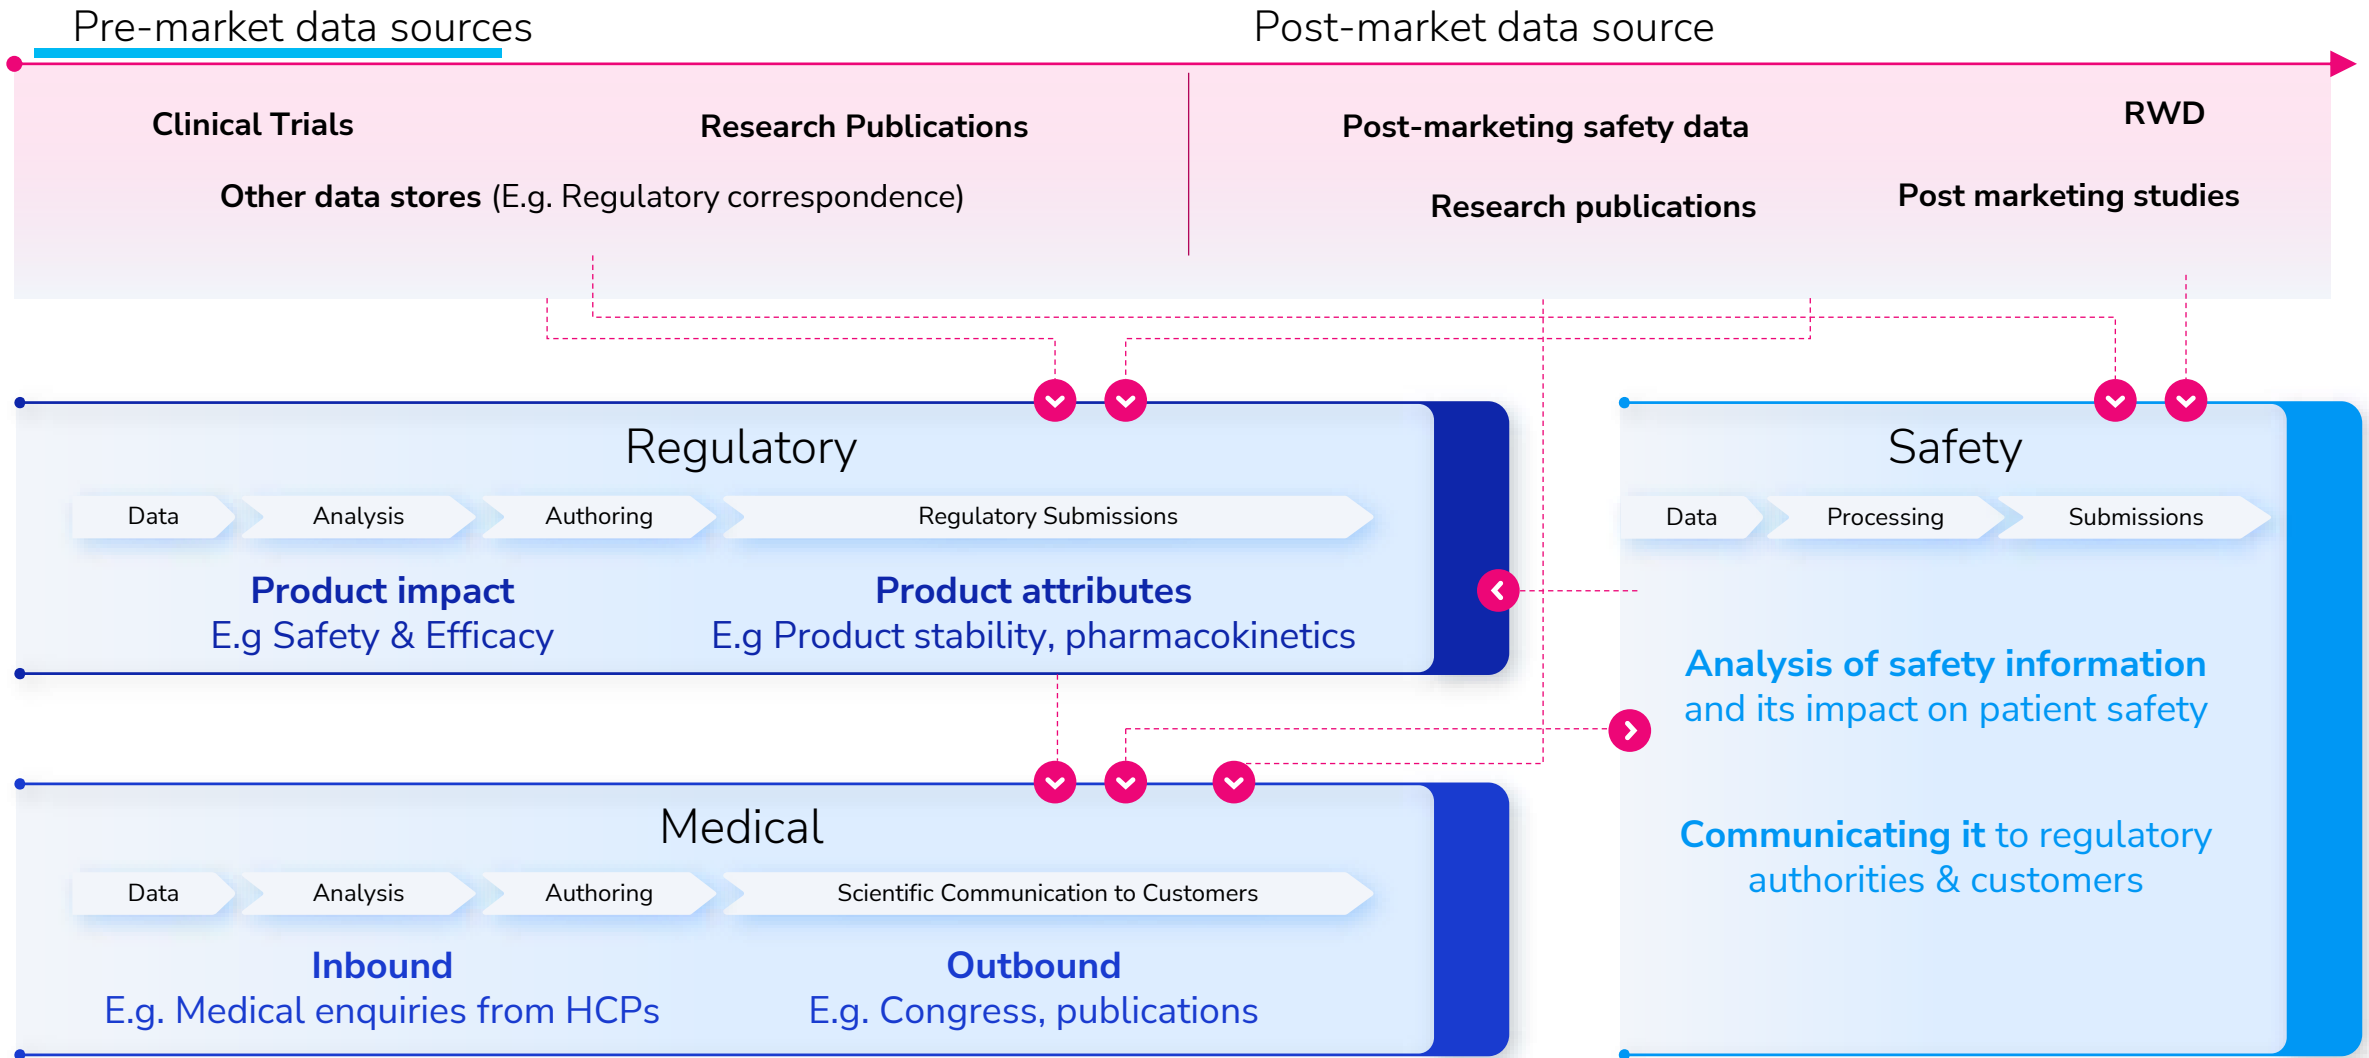 Pre-market data sources
Post-market data source
Clinical Trials
Research Publications
Other data stores (E.g. Regulatory correspondence)
Post-marketing safety data
RWD
Research publications
Post marketing studies
Regulatory
Data
Analysis
Authoring
Regulatory Submissions
Product impact
E.g Safety & Efficacy
Product attributes
E.g Product stability, pharmacokinetics
Safety
Data
Processing
Submissions
Analysis of safety information
and its impact on patient safety
Communicating it to regulatory
authorities & customers
Medical
Data
Analysis
Authoring
Scientific Communication to Customers
Inbound
E.g. Medical enquiries from HCPs
Outbound
E.g. Congress, publications